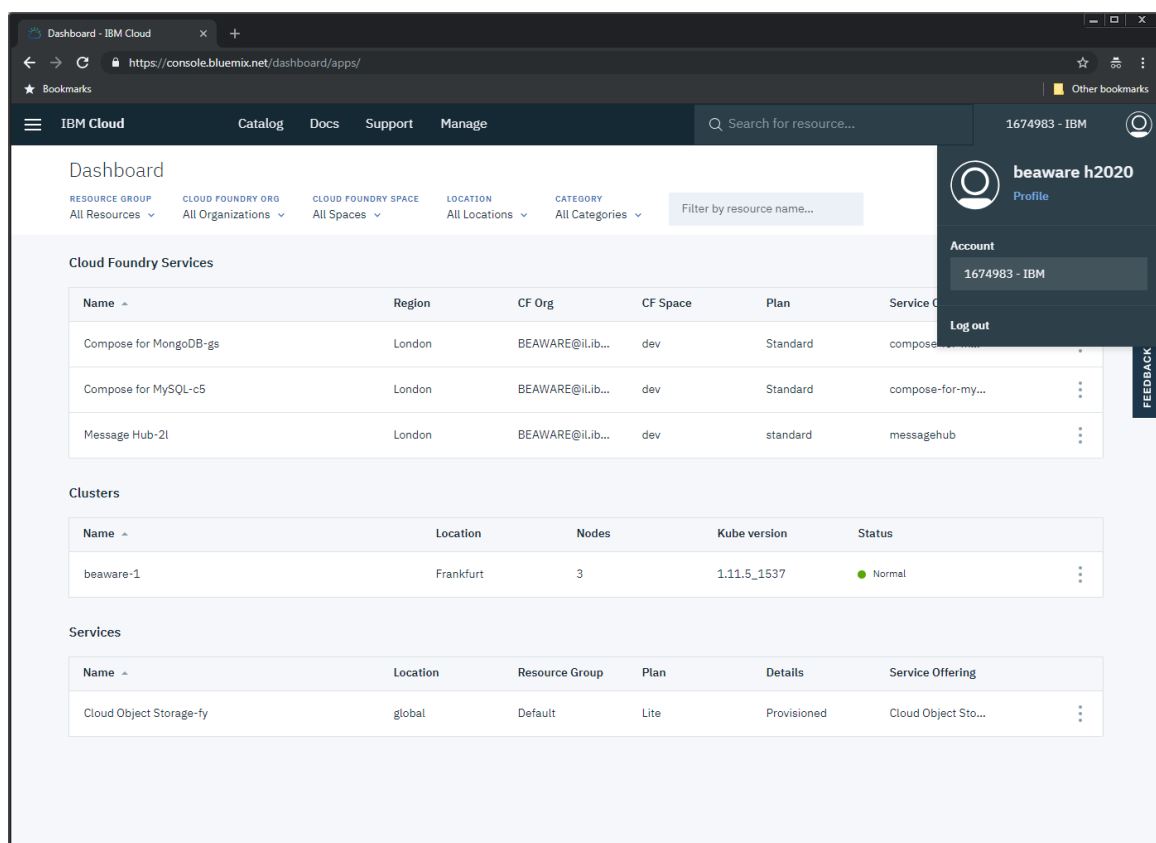 Dashboard - IBM Cloud
https://console.bluemix.net/dashboard/apps/
Bookmarks Other bookmarks
IBM Cloud Catalog Docs Support Manage Search for resource... 1674983 - IBM
beaware h2020
Profile
Account
1674983 - IBM
Log out
Dashboard
RESOURCE GROUP CLOUD FOUNDRY ORG CLOUD FOUNDRY SPACE LOCATION CATEGORY
All Resources All Organizations All Spaces All Locations All Categories Filter by resource name...
Cloud Foundry Services
Name Region CF Org CF Space Plan Service
Compose for MongoDB-gs London BEAWARE@il.ib... dev Standard
Compose for MySQL-c5 London BEAWARE@il.ib... dev Standard compose-for-my...
Message Hub-2l London BEAWARE@il.ib... dev standard messagehub
FEEDBACK
Clusters
Name Location Nodes Kube version Status
beaware-1 Frankfurt 3 1.11.5_1537 Normal
Services
Name Location Resource Group Plan Details Service Offering
Cloud Object Storage-fy global Default Lite Provisioned Cloud Object Sto...